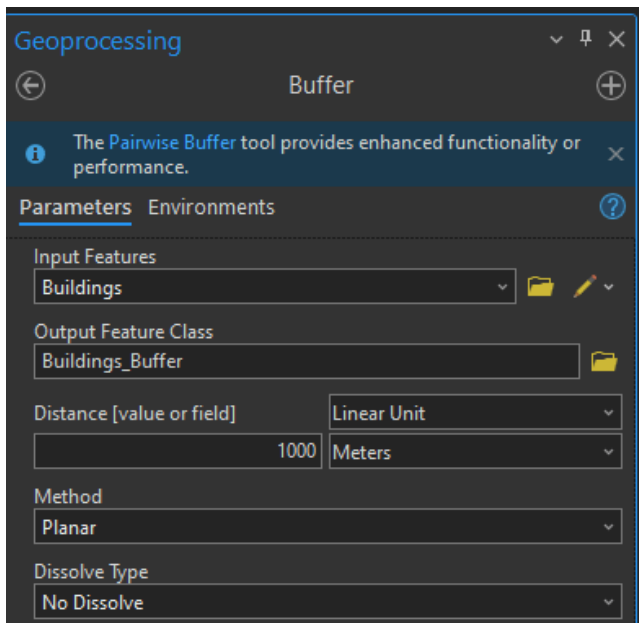 Geoprocessing
Buffer
The Pairwise Buffer tool provides enhanced functionality or
performance.
Parameters Environments
Input Features
Buildings
Output Feature Class
Buildings_Buffer
Distance [value or field] Linear Unit
1000 Meters
Method
Planar
Dissolve Type
No Dissolve